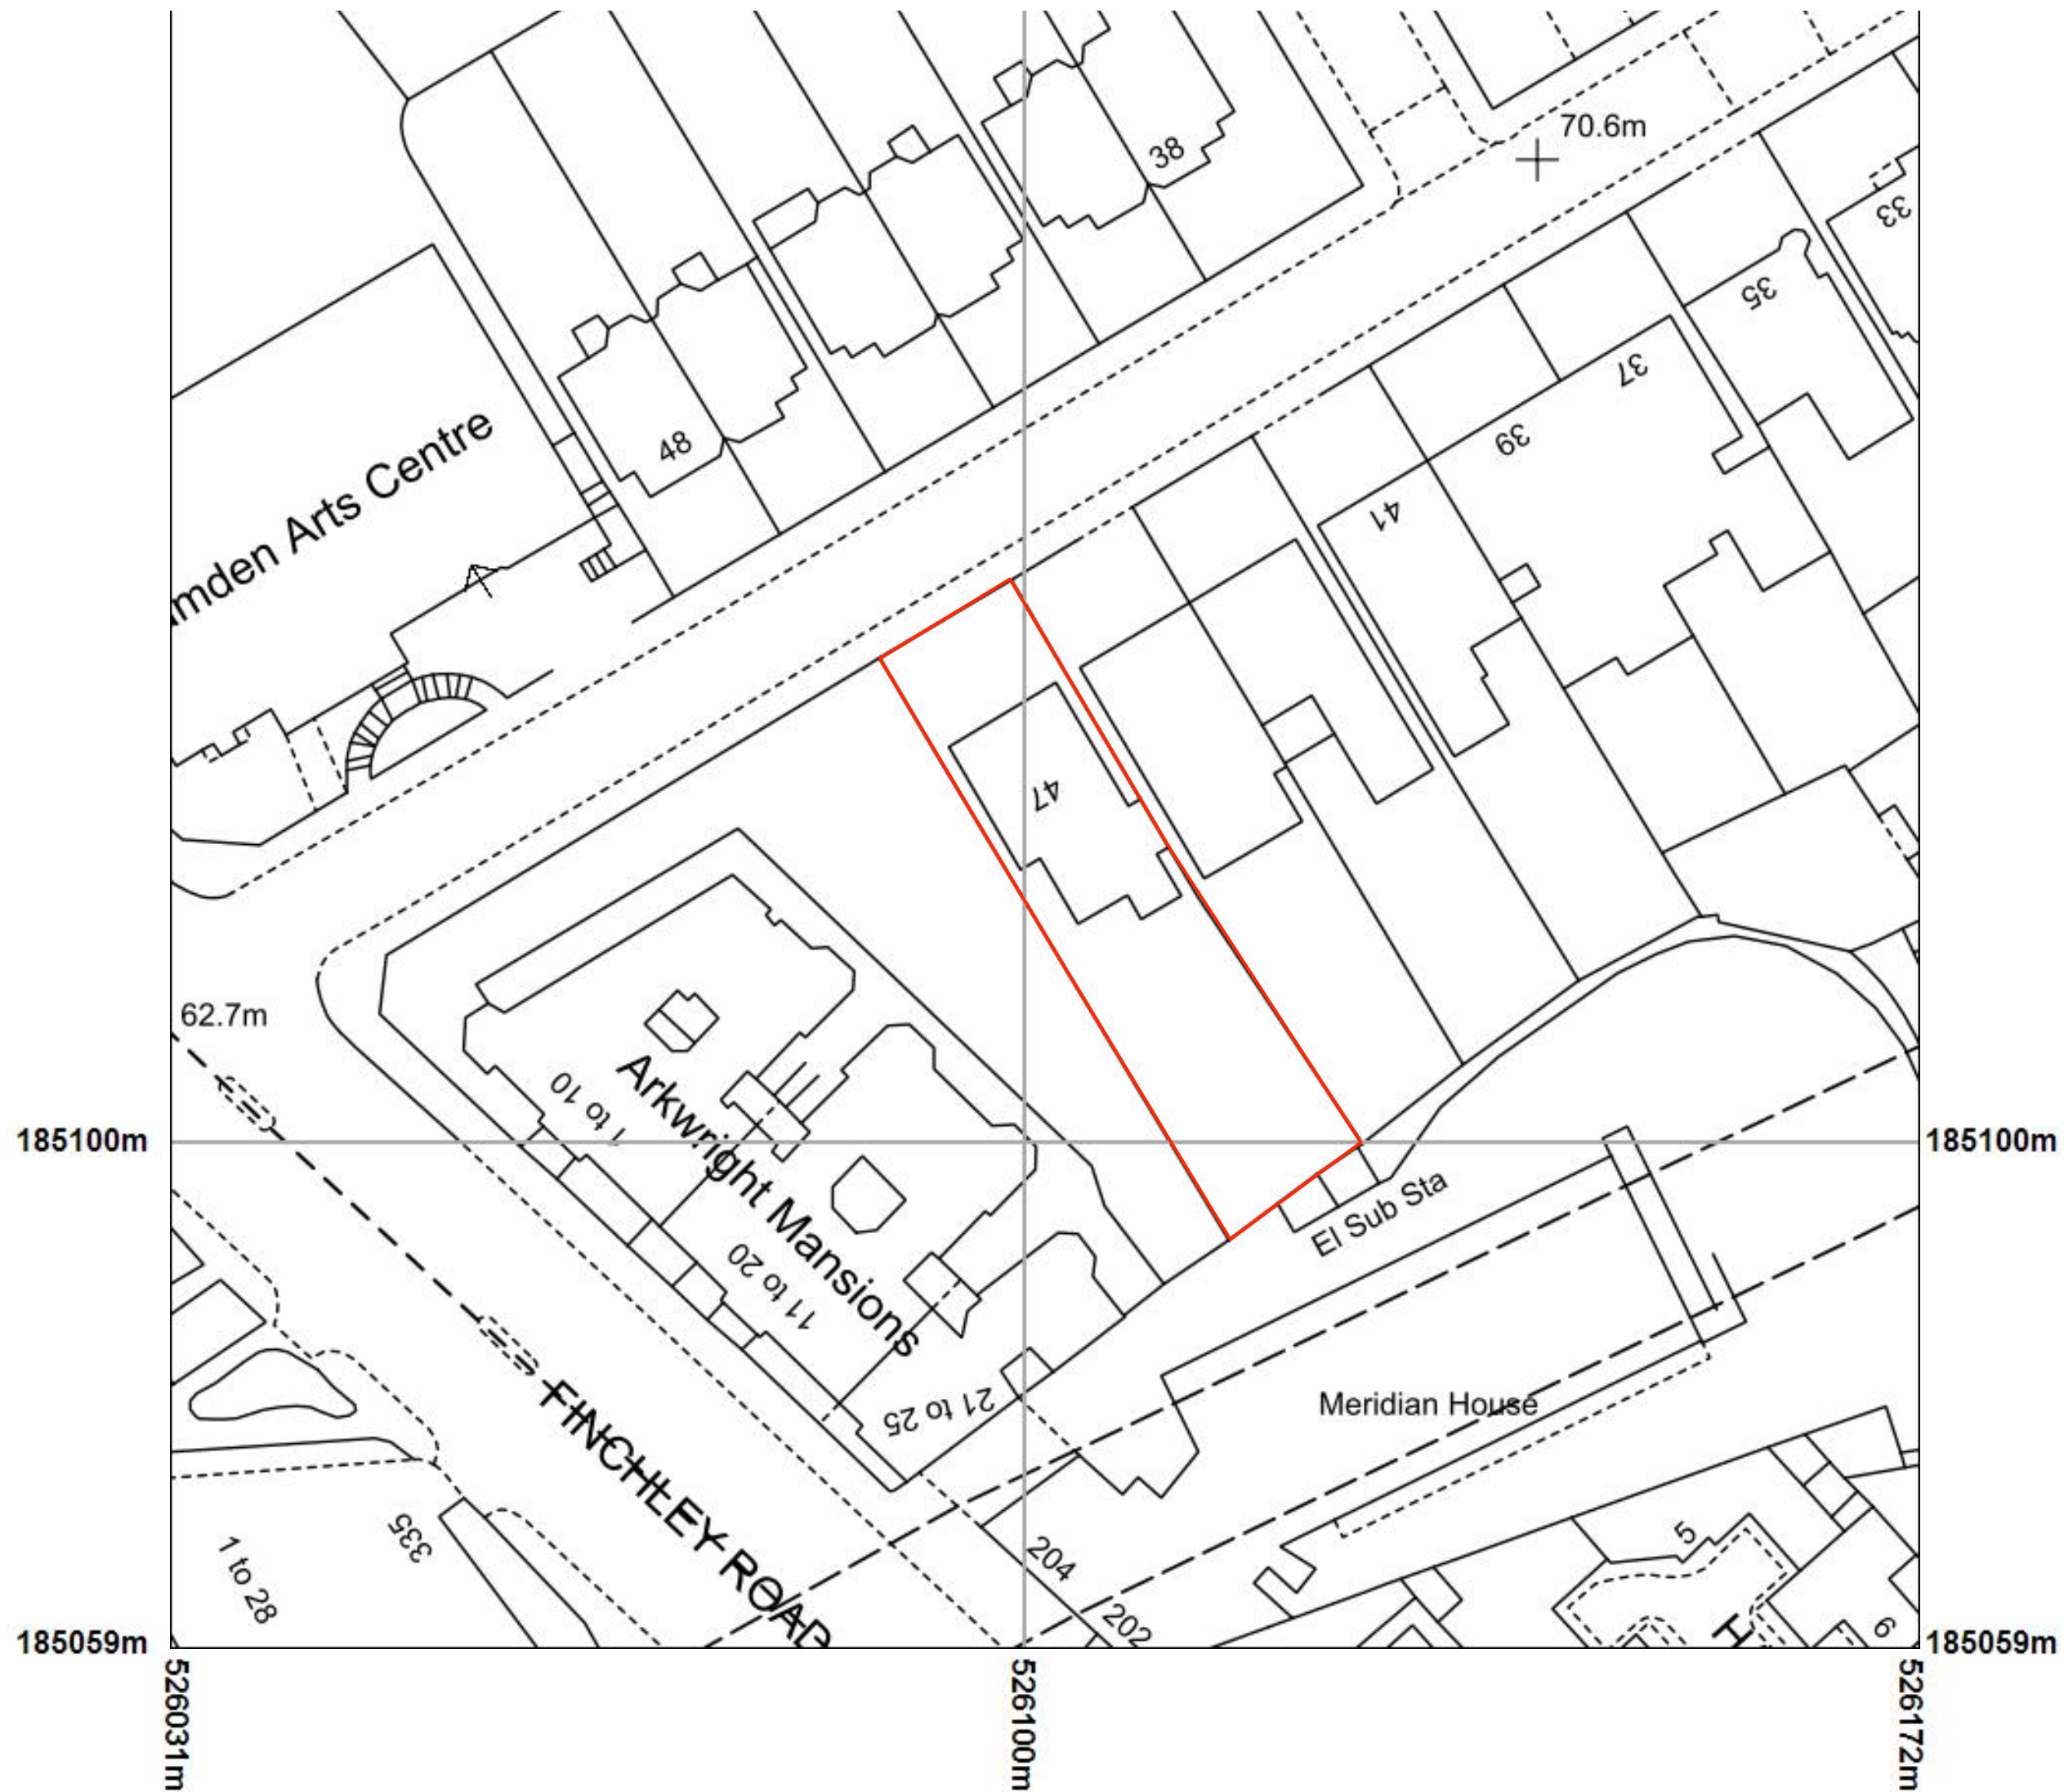 70.6m
38
33
35
37
48
39
mden Arts Centre
41
47
62.7m
1 to 10
Arkwright Mansions
185100m
185100m
El Sub Sta
11 to 20
21 to 25
Meridian House
FINCHLEY ROAD
335
1 to 28
204
202
5
H
6
185059m
185059m
526031m
526100m
526172m